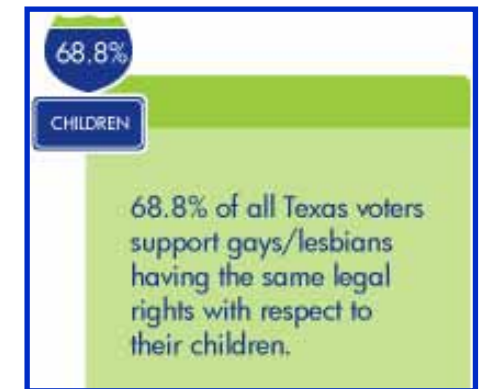 68.8%
CHILDREN
68.8% of all Texas voters
support gays/lesbians
having the same legal
rights with respect to
their children.